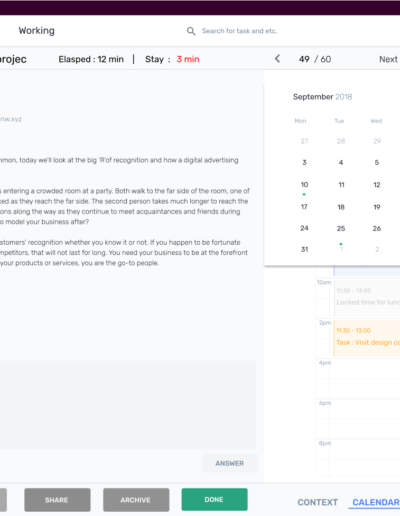 Working
Search for task and etc.
projec
Elasped : 12 min | Stay : 3 min
49 / 60
Next
nw.xyz
mmon, today we'll look at the big 'R'of recognition and how a digital advertising
s entering a crowded room at a party. Both walk to the far side of the room, one of
reached as they reach the far side. The second person takes much longer to reach the
ons along the way as they continue to meet acquaintances and friends during
o model your business after?
stomers' recognition whether you know it or not. If you happen to be fortunate
mpetitors, that will not last for long. You need your business to be at the forefront
your products or services, you are the go-to people.
ANSWER
SHARE
ARCHIVE
DONE
September 2018
Mon Tue Wed
27 28 29
3 4 5
10 11 12
17 18 19
24 25 26
31 1 2
12am
11:30 - 13:00
Locked time for lunc
2pm
11:30 - 13:00
Task : Visit design co
4pm
6pm
8pm
CONTEXT
CALENDAR